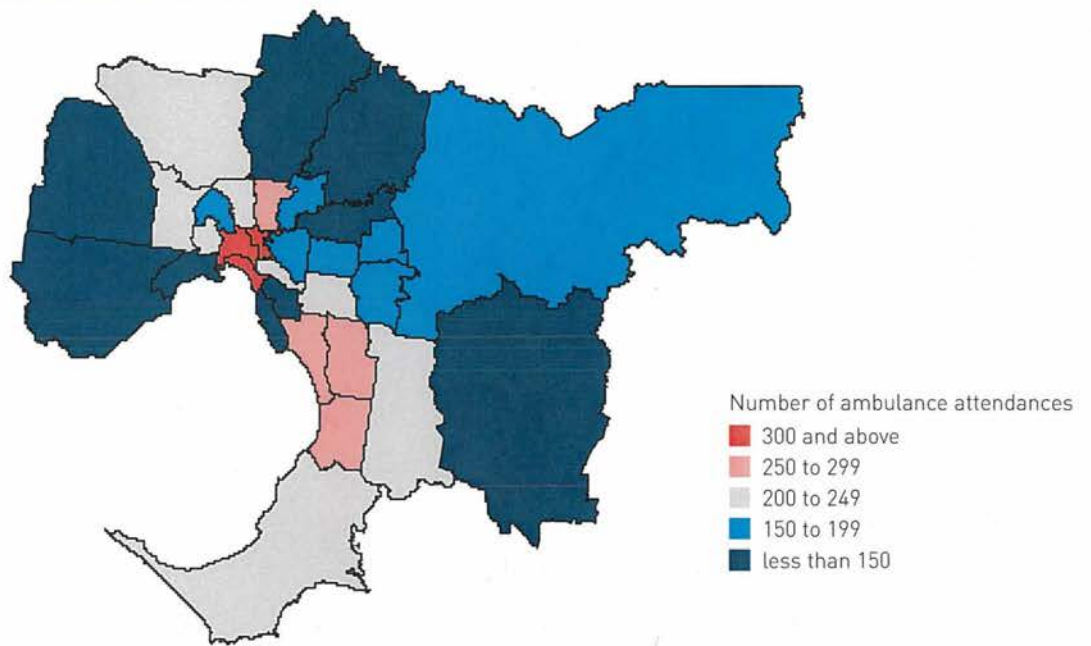 Number of ambulance attendances
300 and above
250 to 299
200 to 249
150 to 199
less than 150